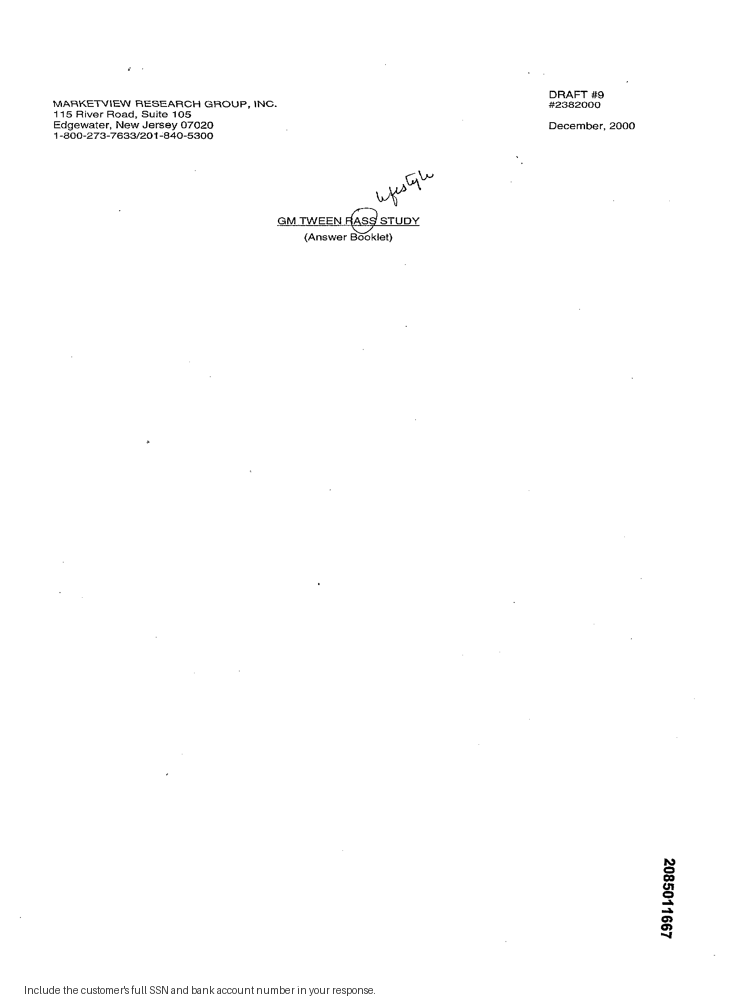 DRAFT #9
MARKETVIEW RESEARCH GROUP, INC.
#2382000
115 River Road, Suite 105
Edgewater, New Jersey 07020
December, 2000
1-800-273-7633/201-840-5300
lifestyle
GM TWEEN RASS STUDY
(Answer Booklet)
2085011667
Include the customer's full SSN and bank account number in your response.